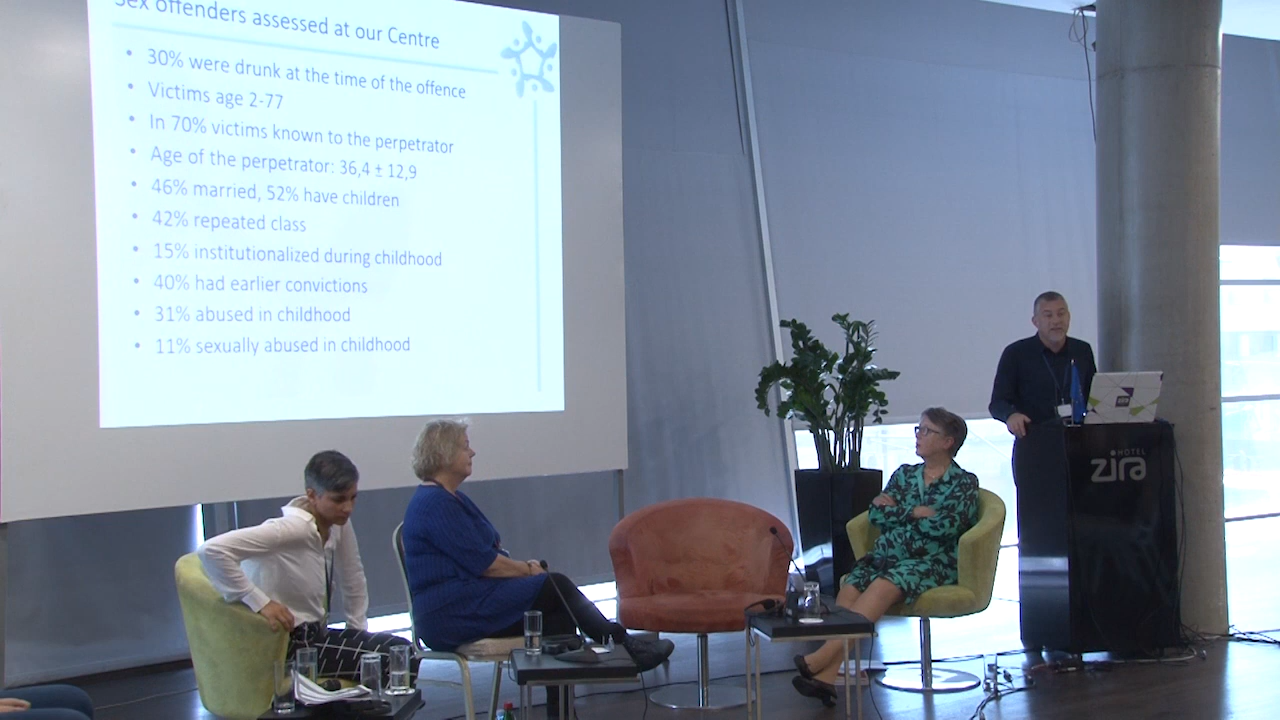 Sex offenders assessed at our Centre
• 30% were drunk at the time of the offence
• Victims age 2-77
• In 70% victims known to the perpetrator
• Age of the perpetrator: 36,4 ± 12,9
• 46% married, 52% have children
• 42% repeated class
• 15% institutionalized during childhood
• 40% had earlier convictions
• 31% abused in childhood
• 11% sexually abused in childhood
HOTEL
zira